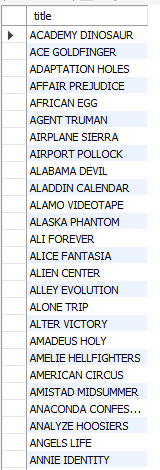 title
ACADEMY DINOSAUR
ACE GOLDFINGER
ADAPTATION HOLES
AFFAIR PREJUDICE
AFRICAN EGG
AGENT TRUMAN
AIRPLANE SIERRA
AIRPORT POLLOCK
ALABAMA DEVIL
ALADDIN CALENDAR
ALAMO VIDEOTAPE
ALASKA PHANTOM
ALI FOREVER
ALICE FANTASIA
ALIEN CENTER
ALLEY EVOLUTION
ALONE TRIP
ALTER VICTORY
AMADEUS HOLY
AMELIE HELLFIGHTERS
AMERICAN CIRCUS
AMISTAD MIDSUMMER
ANACONDA CONFES...
ANALYZE HOOSIERS
ANGELS LIFE
ANNIE IDENTITY